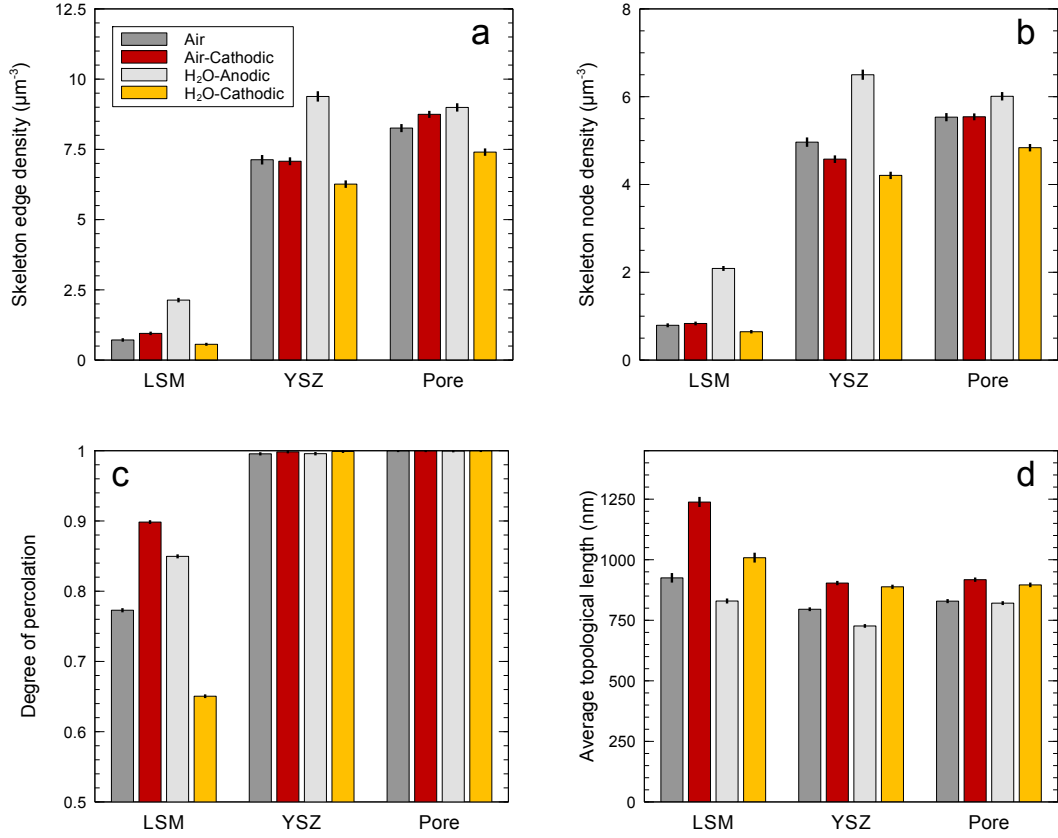 a
Skeleton edge density (µm⁻³)
12.5
10
7.5
5
2.5
0
Air
Air-Cathodic
H₂O-Anodic
H₂O-Cathodic
LSM YSZ Pore
b
Skeleton node density (µm⁻³)
8
6
4
2
0
LSM YSZ Pore
c
Degree of percolation
1
0.9
0.8
0.7
0.6
0.5
LSM YSZ Pore
d
Average topological length (nm)
1250
1000
750
500
250
0
LSM YSZ Pore